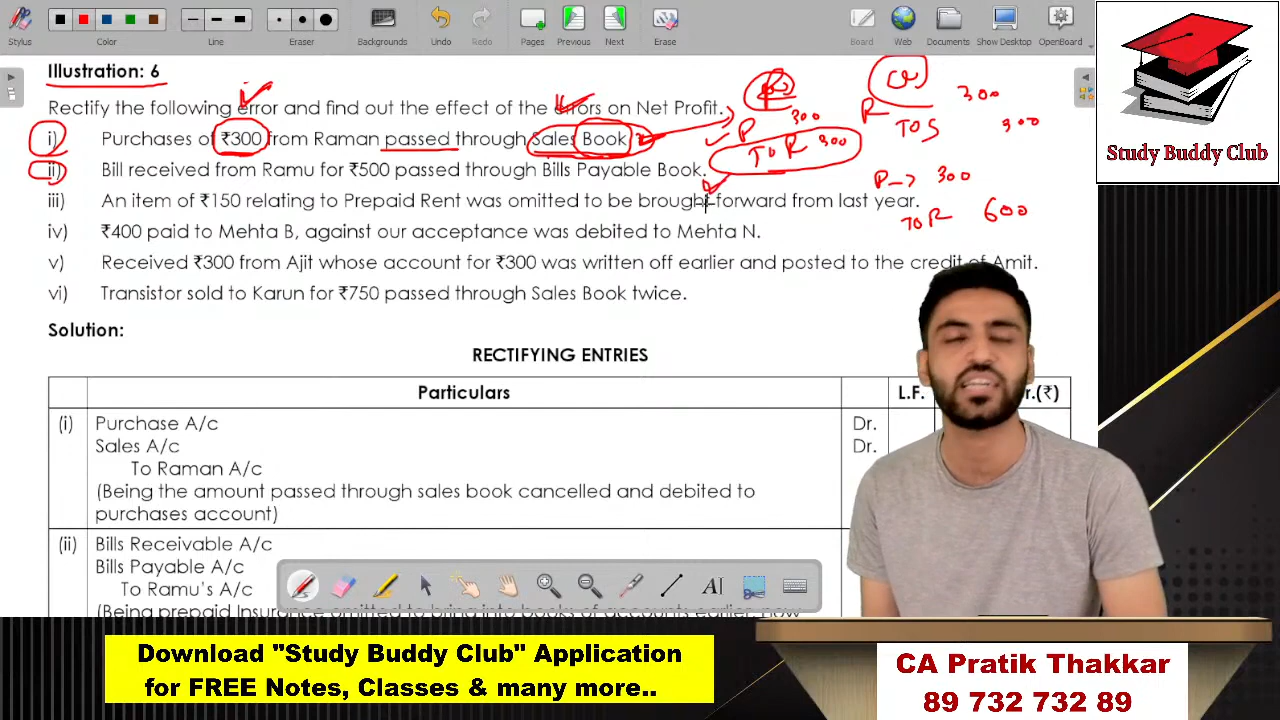 Stylus
Color
Line
Eraser
Backgrounds
Undo
Redo
Pages
Previous
Next
Erase
Board
Web
Documents
Show Desktop
OpenBoard
Illustration: 6
Rectify the following error and find out the effect of the errors on Net Profit.
i) Purchases of ₹300 from Raman passed through Sales Book
ii) Bill received from Ramu for ₹500 passed through Bills Payable Book.
iii) An item of ₹150 relating to Prepaid Rent was omitted to be brought forward from last year.
iv) ₹400 paid to Mehta B, against our acceptance was debited to Mehta N.
v) Received ₹300 from Ajit whose account for ₹300 was written off earlier and posted to the credit of Amit.
vi) Transistor sold to Karun for ₹750 passed through Sales Book twice.
P 300
To R 300
R 300
To S 300
P 300
To R 600
Solution:
RECTIFYING ENTRIES
Particulars L.F. r.(₹)
(i) Purchase A/c Dr.
Sales A/c Dr.
To Raman A/c
(Being the amount passed through sales book cancelled and debited to
purchases account)
(ii) Bills Receivable A/c
Bills Payable A/c
To Ramu's A/c
Study Buddy Club
Download "Study Buddy Club" Application
for FREE Notes, Classes & many more..
CA Pratik Thakkar
89 732 732 89